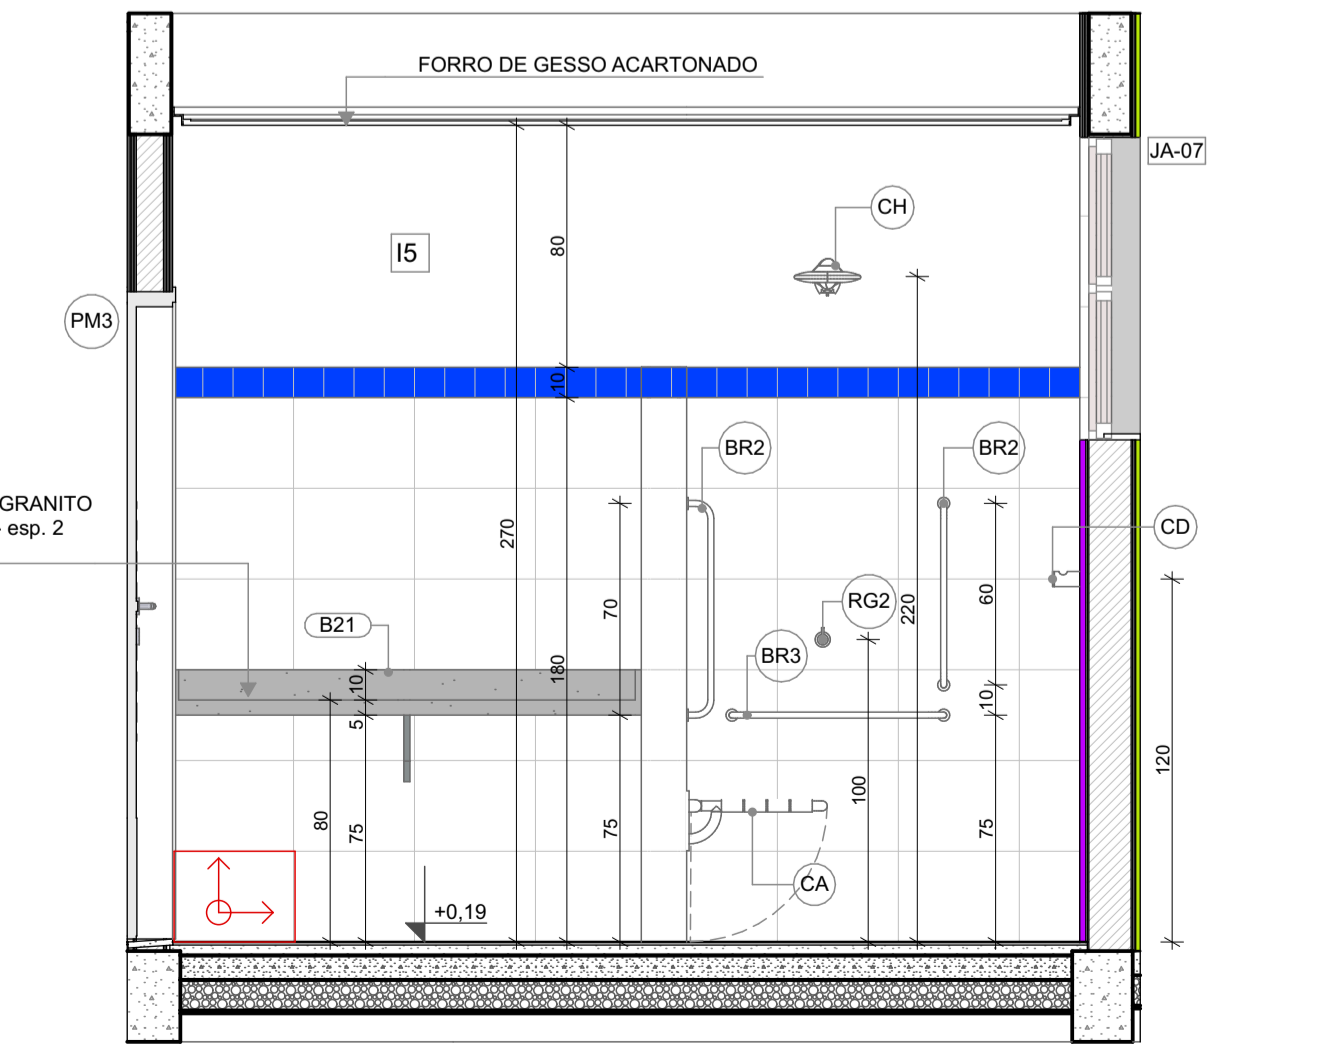 FORRO DE GESSO ACARTONADO
JA-07
CH
80
I5
PM3
10
BR2
BR2
GRANITO
esp. 2
270
CD
70
60
RG2
220
B21
BR3
180
10
10
5
120
80
75
75
100
75
CA
+0,19